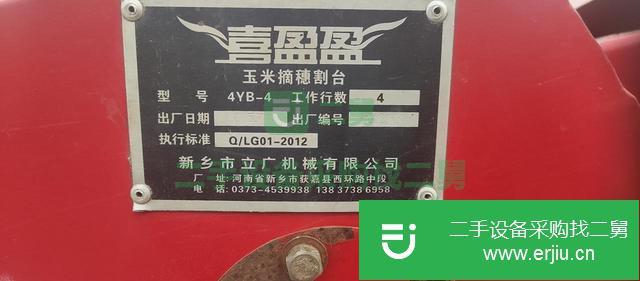 喜盈盈
玉米摘穗割台
型 号 4YB-4 工作行数 4
出厂日期 出厂编号
执行标准 Q/LG01-2012
新乡市立广机械有限公司
厂 址: 河南省新乡市获嘉县西环路中段
电 话: 0373-4539938 13837386958
二手设备采购找二舅
www.erjiu.cn